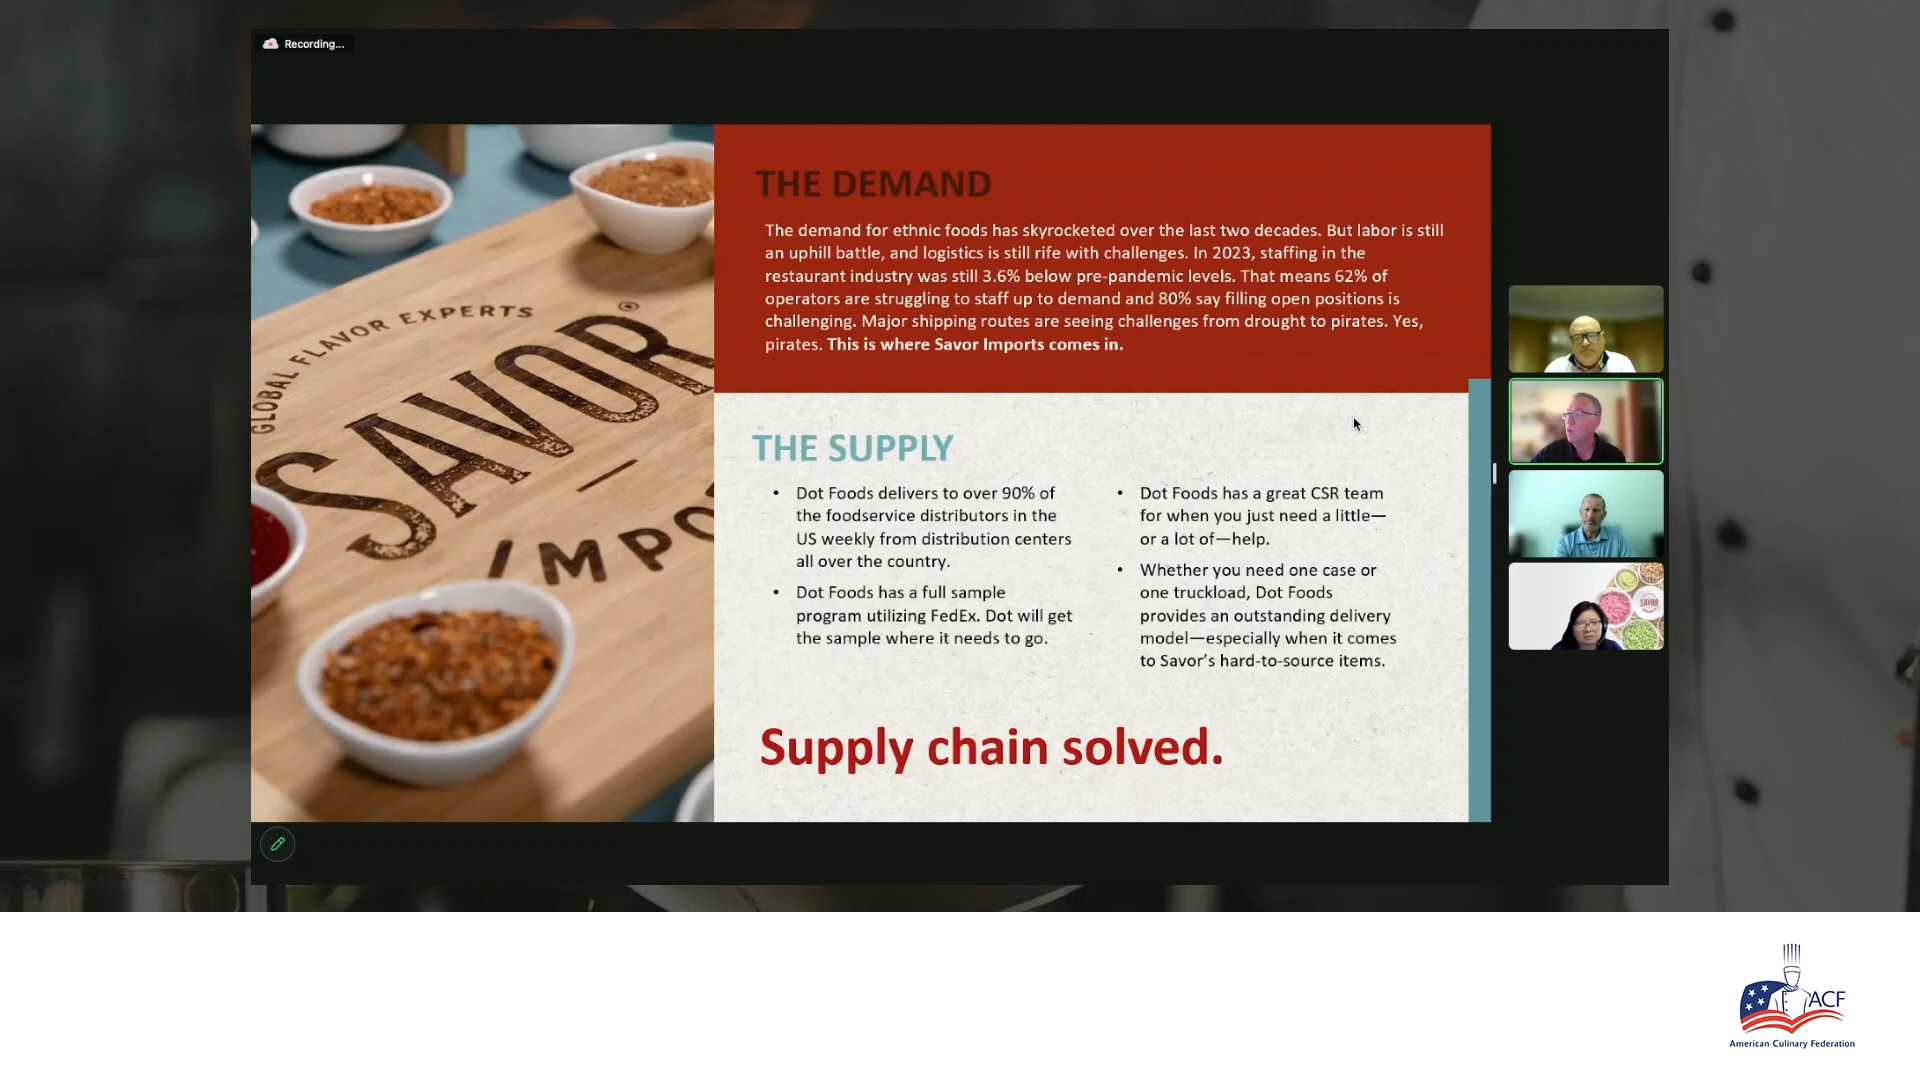 Recording...
GLOBAL FLAVOR EXPERTS
SAVOR®
THE DEMAND
The demand for ethnic foods has skyrocketed over the last two decades. But labor is still
an uphill battle, and logistics is still rife with challenges. In 2023, staffing in the
restaurant industry was still 3.6% below pre-pandemic levels. That means 62% of
operators are struggling to staff up to demand and 80% say filling open positions is
challenging. Major shipping routes are seeing challenges from drought to pirates. Yes,
pirates. This is where Savor Imports comes in.
THE SUPPLY
• Dot Foods delivers to over 90% of
the foodservice distributors in the
US weekly from distribution centers
all over the country.
• Dot Foods has a full sample
program utilizing FedEx. Dot will get
the sample where it needs to go.
• Dot Foods has a great CSR team
for when you just need a little—
or a lot of—help.
• Whether you need one case or
one truckload, Dot Foods
provides an outstanding delivery
model—especially when it comes
to Savor’s hard-to-source items.
Supply chain solved.
SAVOR
ACF
American Culinary Federation